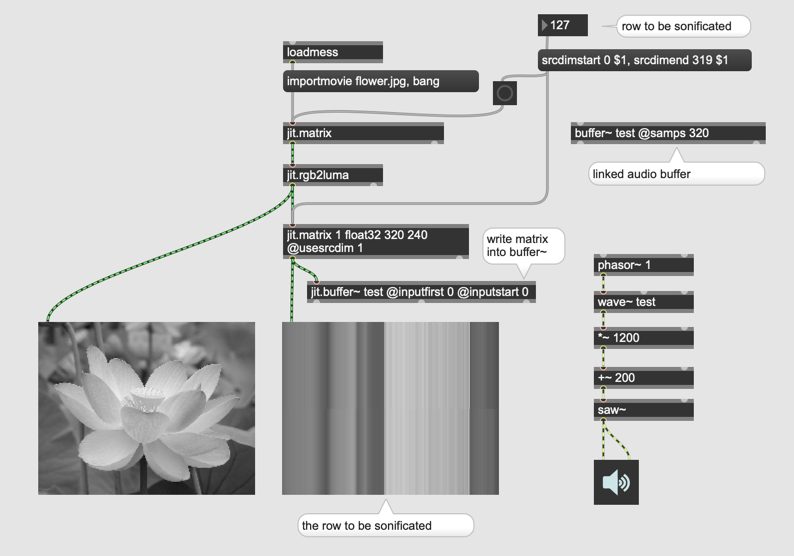 127
row to be sonificated
loadmess
srcdimstart 0 $1, srcdimend 319 $1
importmovie flower.jpg, bang
jit.matrix
buffer~ test @samps 320
jit.rgb2luma
linked audio buffer
jit.matrix 1 float32 320 240
@usesrcdim 1
write matrix
into buffer~
phasor~ 1
jit.buffer~ test @inputfirst 0 @inputstart 0
wave~ test
*~ 1200
+~ 200
saw~
the row to be sonificated